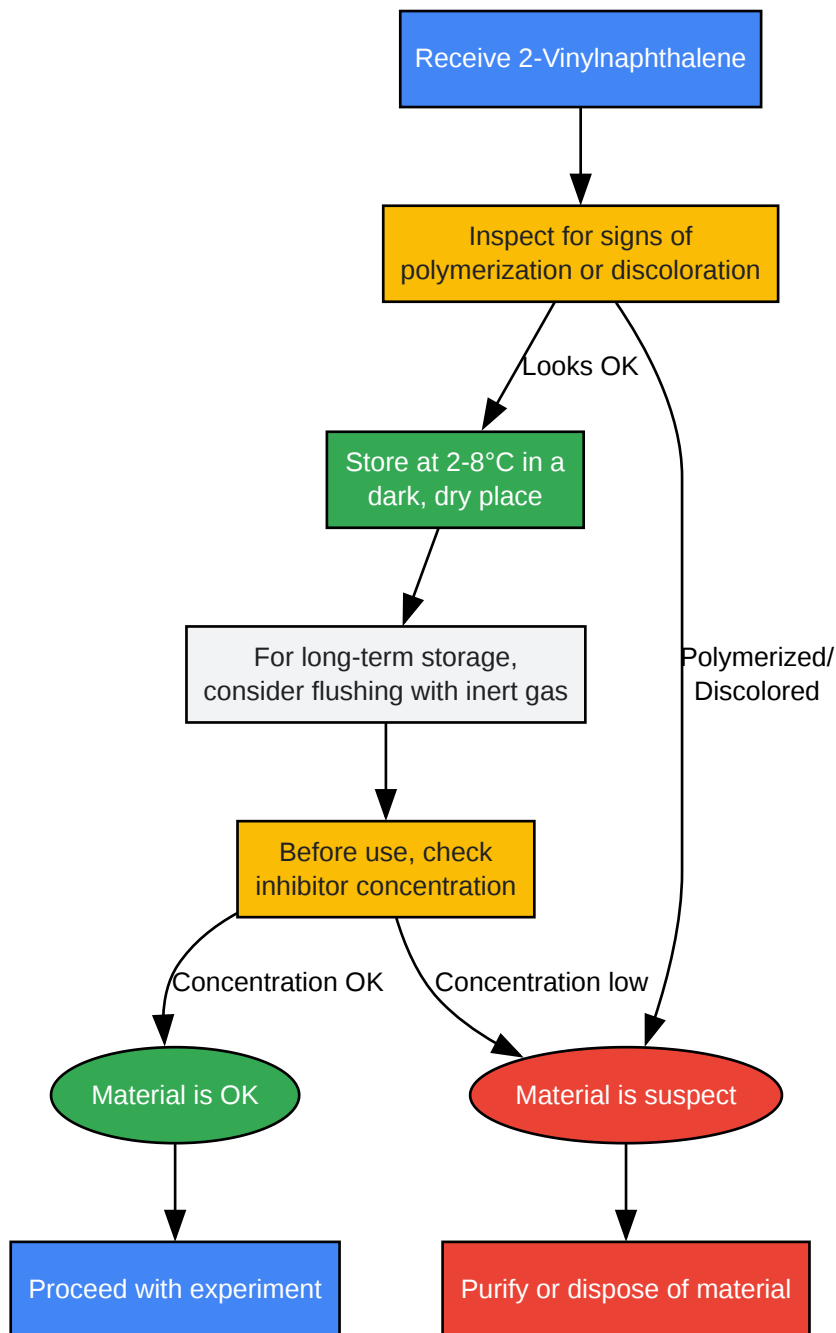 Receive 2-Vinylnaphthalene
Inspect for signs of
polymerization or discoloration
Looks OK
Store at 2-8°C in a
dark, dry place
For long-term storage,
consider flushing with inert gas
Polymerized/
Discolored
Before use, check
inhibitor concentration
Concentration OK
Concentration low
Material is OK
Material is suspect
Proceed with experiment
Purify or dispose of material